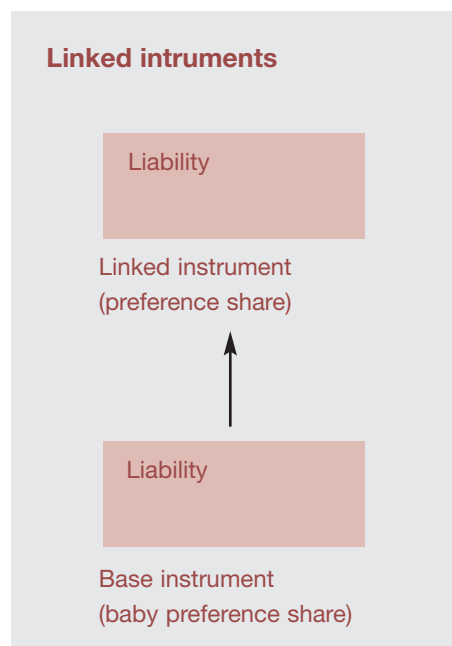 Linked intruments
Liability
Linked instrument
(preference share)
Liability
Base instrument
(baby preference share)